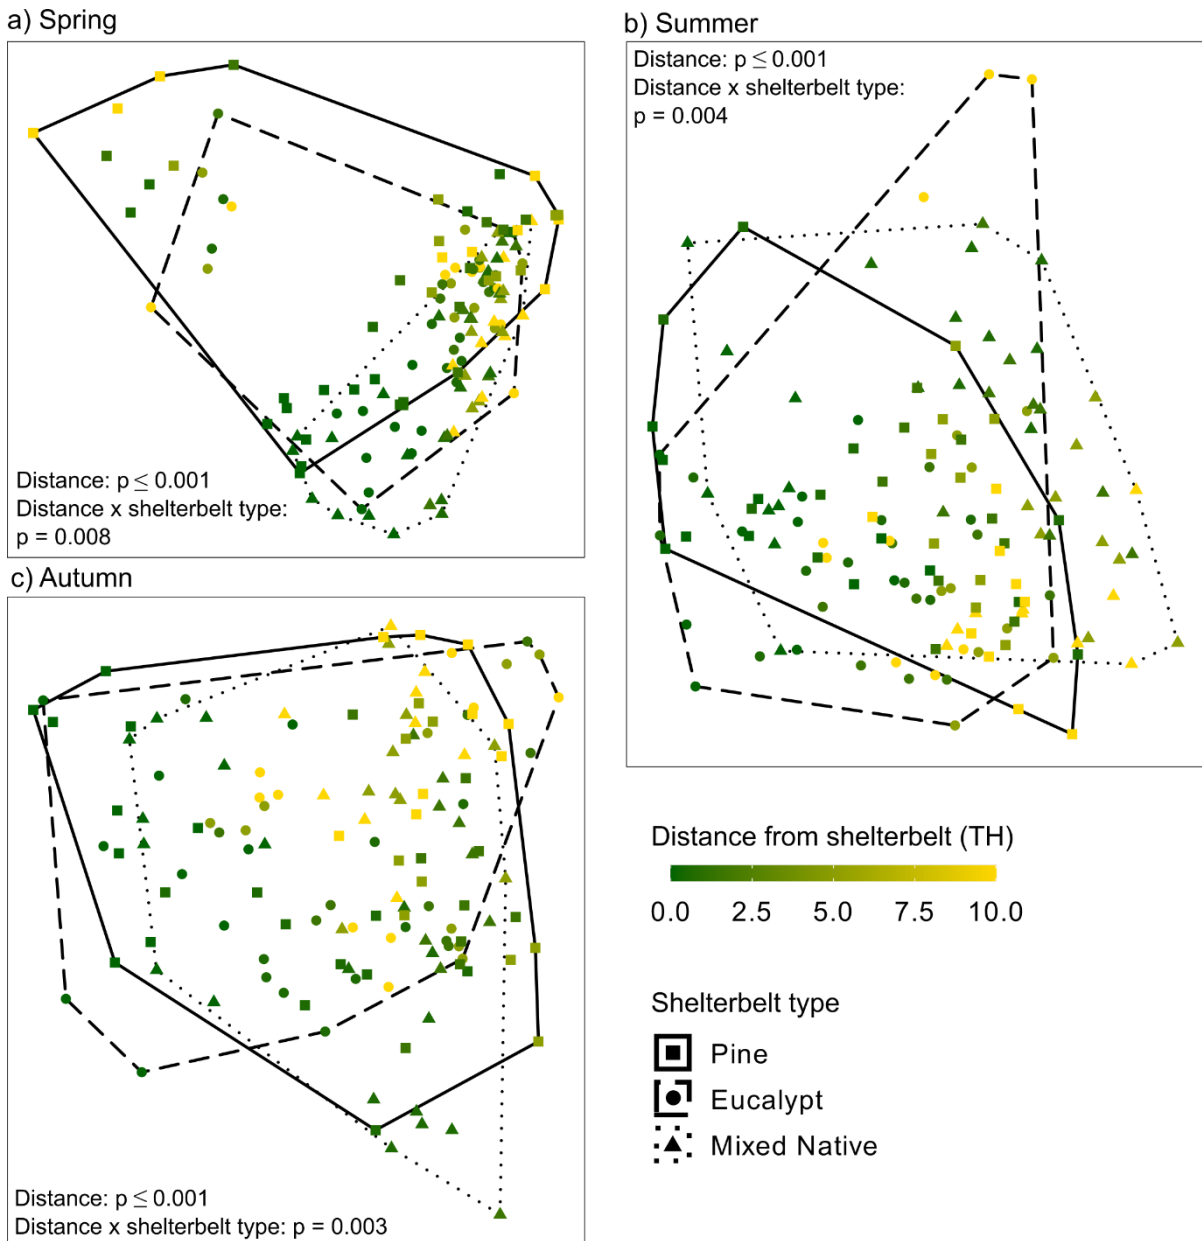 a) Spring
Distance: p ≤ 0.001
Distance x shelterbelt type:
p = 0.008
b) Summer
Distance: p ≤ 0.001
Distance x shelterbelt type:
p = 0.004
c) Autumn
Distance: p ≤ 0.001
Distance x shelterbelt type: p = 0.003
Distance from shelterbelt (TH)
0.0 2.5 5.0 7.5 10.0
Shelterbelt type
Pine
Eucalypt
Mixed Native